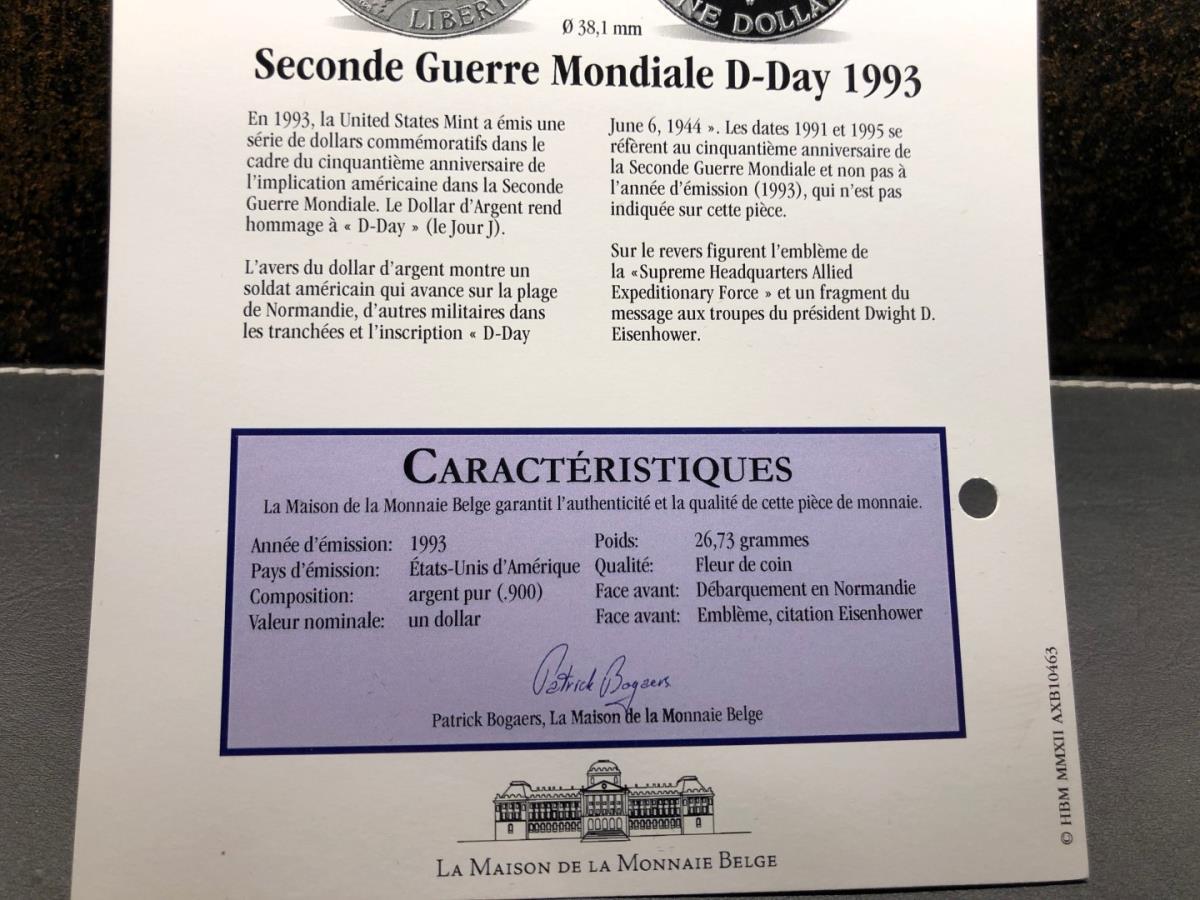 LIBERT
NE DOLLAR
Ø 38,1 mm
Seconde Guerre Mondiale D-Day 1993
En 1993, la United States Mint a émis une
série de dollars commémoratifs dans le
cadre du cinquantième anniversaire de
l'implication américaine dans la Seconde
Guerre Mondiale. Le Dollar d'Argent rend
hommage à « D-Day » (le Jour J).
L'avers du dollar d'argent montre un
soldat américain qui avance sur la plage
de Normandie, d'autres militaires dans
les tranchées et l'inscription « D-Day
June 6, 1944 ». Les dates 1991 et 1995 se
réfèrent au cinquantième anniversaire de
la Seconde Guerre Mondiale et non pas à
l'année d'émission (1993), qui n'est pas
indiquée sur cette pièce.
Sur le revers figurent l'emblème de
la «Supreme Headquarters Allied
Expeditionary Force » et un fragment du
message aux troupes du président Dwight D.
Eisenhower.
CARACTÉRISTIQUES
La Maison de la Monnaie Belge garantit l'authenticité et la qualité de cette pièce de monnaie.
Année d'émission: 1993
Pays d'émission: États-Unis d'Amérique
Composition: argent pur (.900)
Valeur nominale: un dollar
Poids: 26,73 grammes
Qualité: Fleur de coin
Face avant: Débarquement en Normandie
Face avant: Emblème, citation Eisenhower
Patrick Bogaers
Patrick Bogaers, La Maison de la Monnaie Belge
LA MAISON DE LA MONNAIE BELGE
© HBM MMXII AXB10463